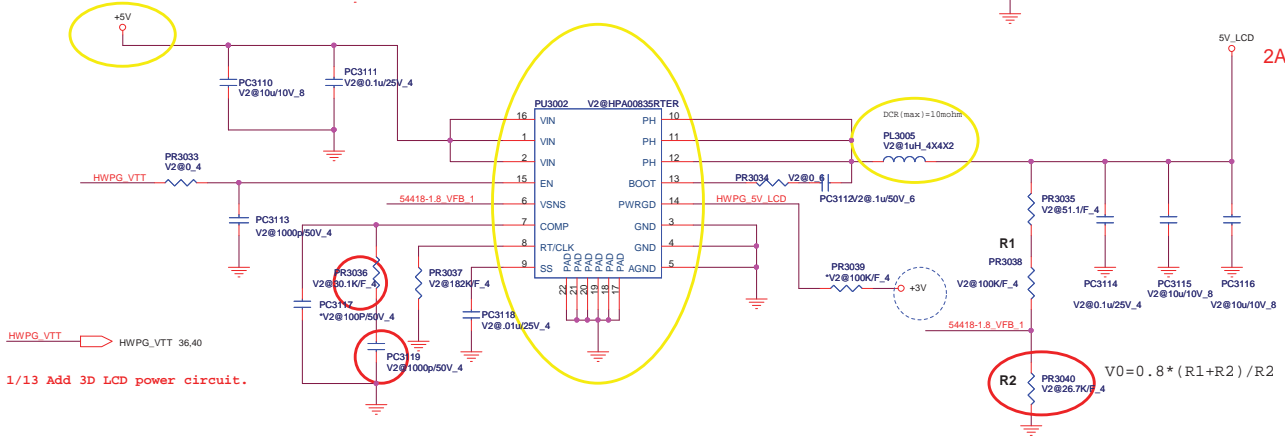 +5V
5V_LCD
2A
PC3110
V2@10u/10V_8
PC3111
V2@0.1u/25V_4
PU3002 V2@HPA00835RTER
16 VIN
1 VIN
2 VIN
15 EN
6 VSNS
7 COMP
8 RT/CLK
9 SS
PH 10
PH 11
PH 12
BOOT 13
PWRGD 14
GND 3
GND 4
AGND 5
PAD PAD PAD PAD PAD PAD
22 21 20 19 18 17
DCR(max)=10mohm
PL3005
V2@1uH_4X4X2
PR3033
V2@0_4
HWPG_VTT
PC3113
V2@1000p/50V_4
54418-1.8_VFB_1
PR3034 V2@0_6
PC3112V2@.1u/50V_6
HWPG_5V_LCD
PR3035
V2@51.1/F_4
R1
PR3038
V2@100K/F_4
PR3036
V2@30.1K/F_4
PR3037
V2@182K/F_4
PC3117
*V2@100P/50V_4
PC3118
V2@.01u/25V_4
PC3119
V2@1000p/50V_4
PR3039
*V2@100K/F_4
+3V
PC3114
V2@0.1u/25V_4
PC3115
V2@10u/10V_8
PC3116
V2@10u/10V_8
54418-1.8_VFB_1
HWPG_VTT
HWPG_VTT 36,40
1/13 Add 3D LCD power circuit.
R2
PR3040
V2@26.7K/F_4
V0=0.8*(R1+R2)/R2